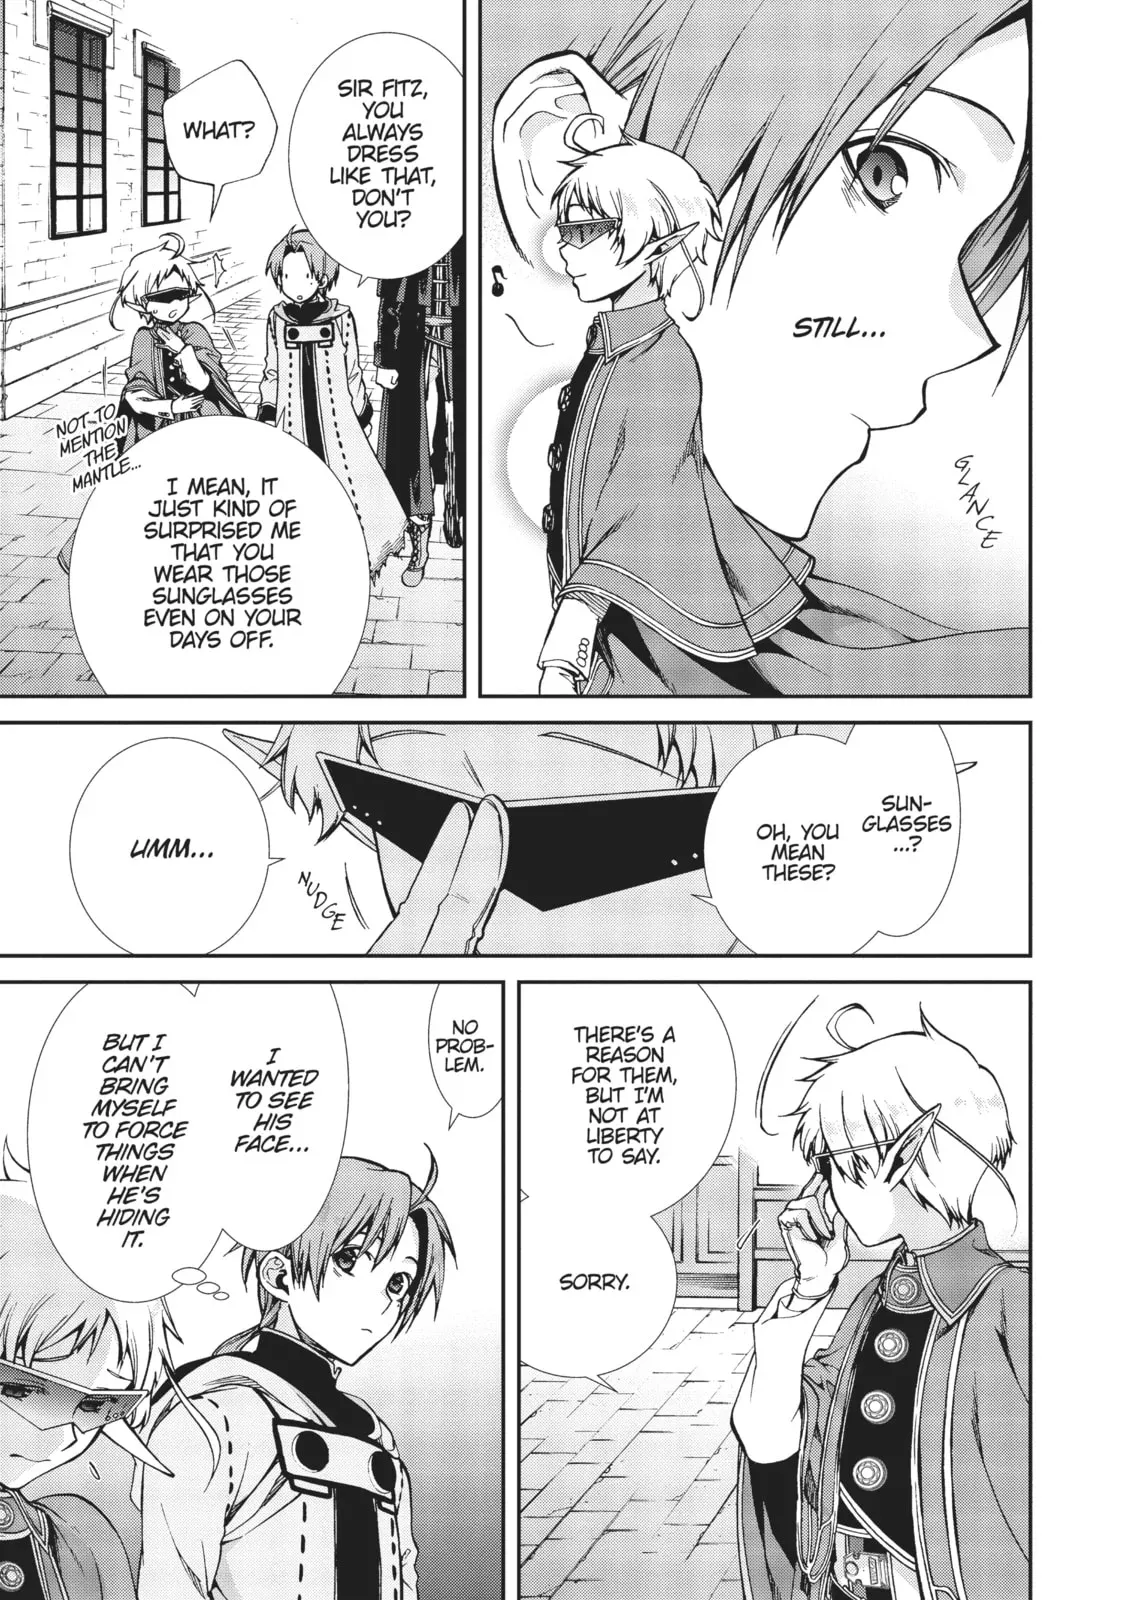 STILL...
GLANCE
SIR FITZ,
YOU
ALWAYS
DRESS
LIKE THAT,
DON'T
YOU?
WHAT?
NOT TO
MENTION
THE
MANTLE...
I MEAN, IT
JUST KIND OF
SURPRISED ME
THAT YOU
WEAR THOSE
SUNGLASSES
EVEN ON YOUR
DAYS OFF.
SUN-
GLASSES
...?
OH, YOU
MEAN
THESE?
NUDGE
UMM...
THERE'S A
REASON
FOR THEM,
BUT I'M
NOT AT
LIBERTY
TO SAY.
SORRY.
NO
PROB-
LEM.
I
WANTED
TO SEE
HIS
FACE...
BUT I
CAN'T
BRING
MYSELF
TO FORCE
THINGS
WHEN
HE'S
HIDING
IT.